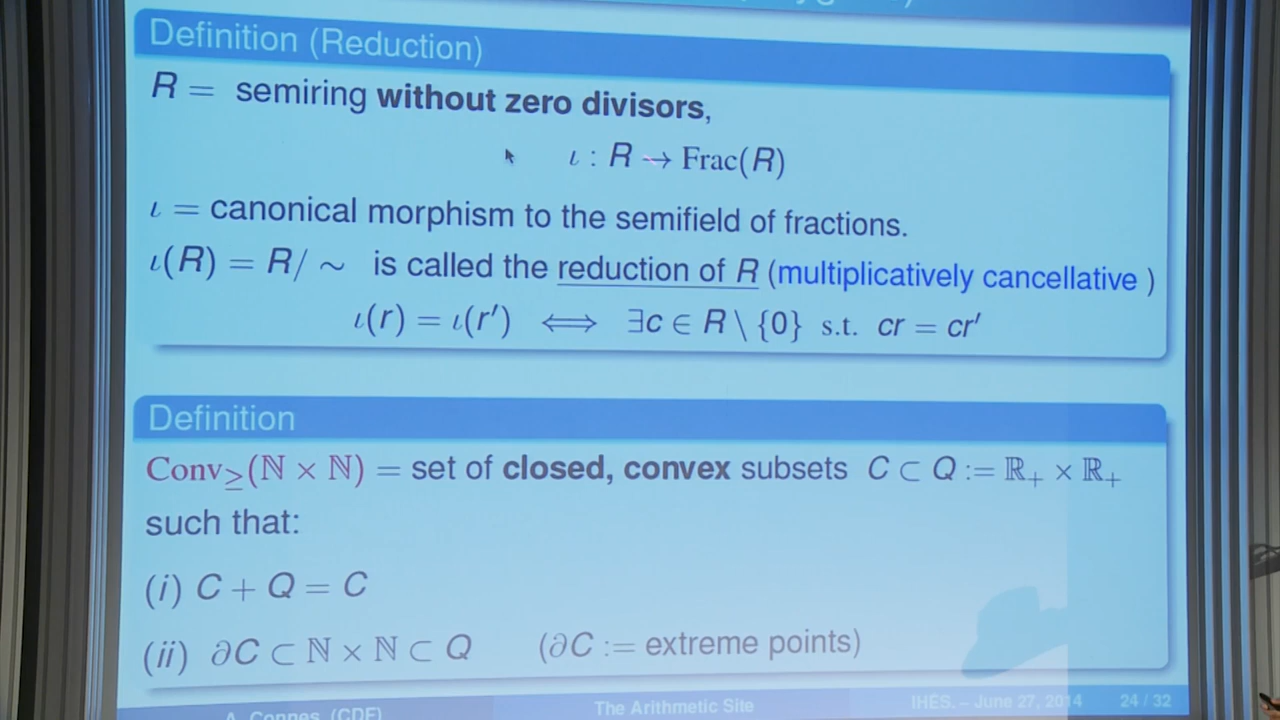 Definition (Reduction)
R = semiring without zero divisors,
ι : R → Frac(R)
ι = canonical morphism to the semifield of fractions.
ι(R) = R/ ∼ is called the reduction of R (multiplicatively cancellative )
ι(r) = ι(r′) ⟺ ∃c ∈ R \ {0} s.t. cr = cr′
Definition
Conv≥(ℕ × ℕ) = set of closed, convex subsets C ⊂ Q := ℝ₊ × ℝ₊
such that:
(i) C + Q = C
(ii) ∂C ⊂ ℕ × ℕ ⊂ Q (∂C := extreme points)
A. Connes (CDF) The Arithmetic Site IHÉS. – June 27, 2014 24 / 32